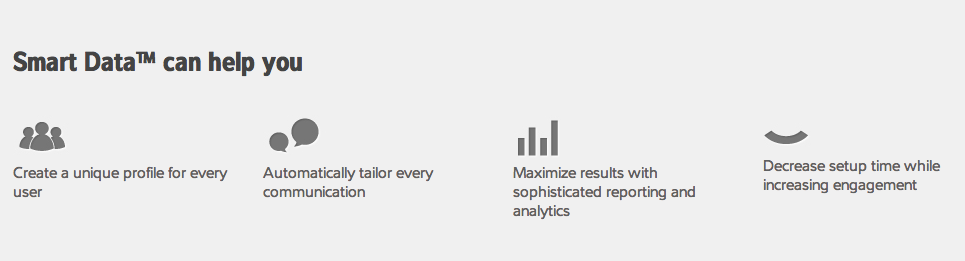 Smart Data™ can help you
Create a unique profile for every
user
Automatically tailor every
communication
Maximize results with
sophisticated reporting and
analytics
Decrease setup time while
increasing engagement